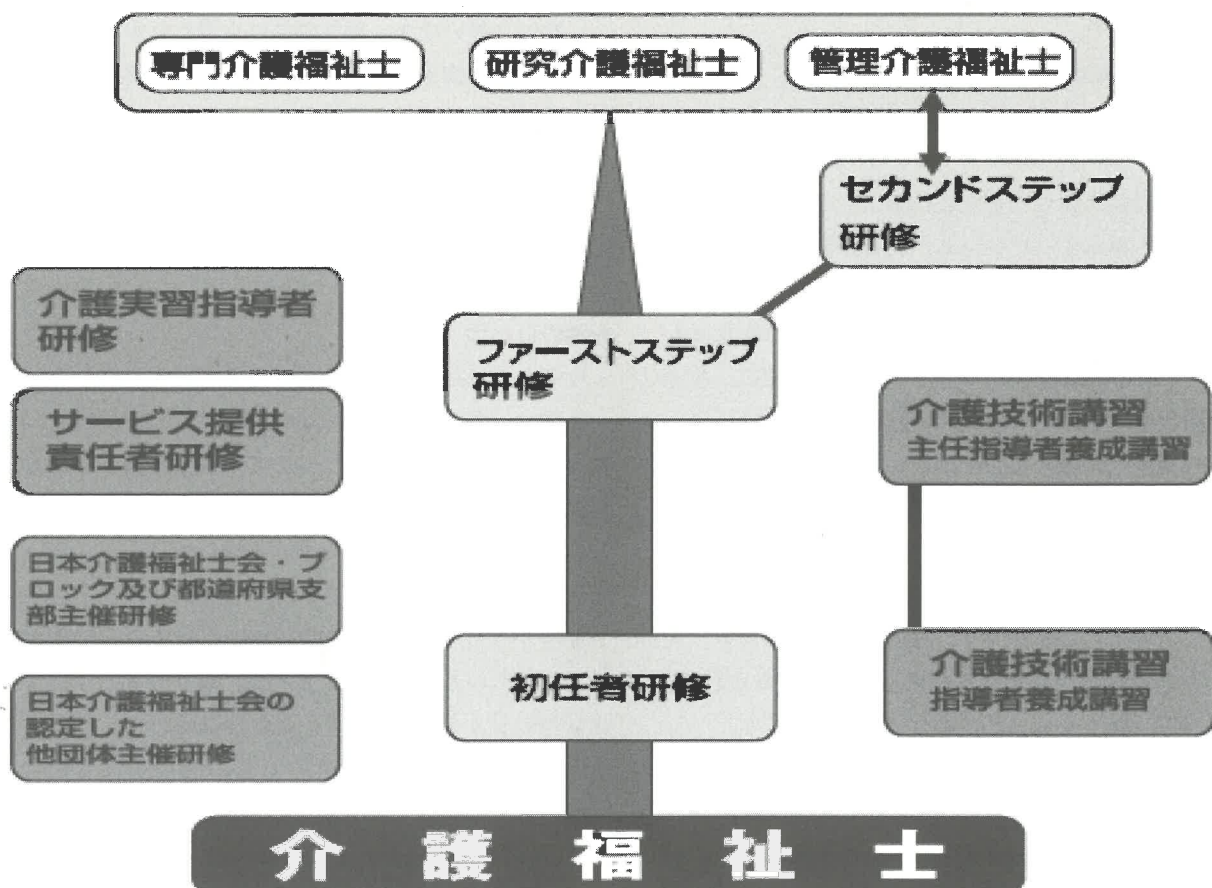 専門介護福祉士
研究介護福祉士
管理介護福祉士
セカンドステップ
研修
介護実習指導者
研修
ファーストステップ
研修
サービス提供
責任者研修
介護技術講習
主任指導者養成講習
日本介護福祉士会・ブ
ロック及び都道府県支
部主催研修
初任者研修
介護技術講習
指導者養成講習
日本介護福祉士会の
認定した
他団体主催研修
介護福祉士